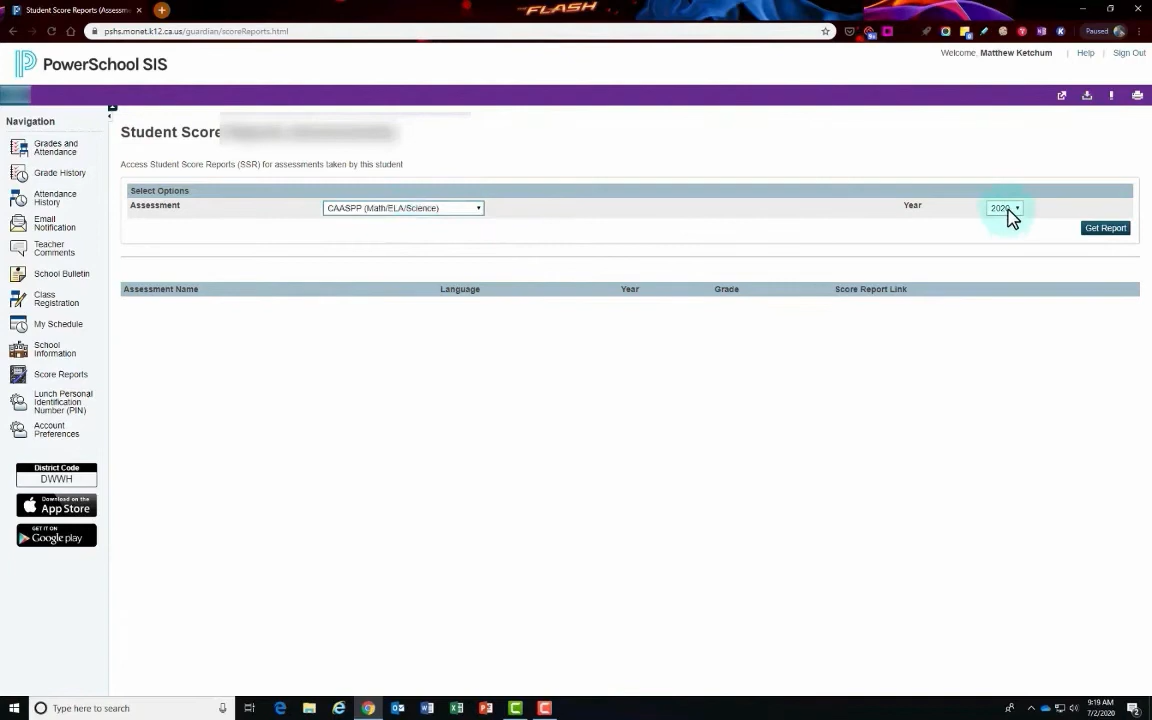 Student Score Reports (Assessm
FLASH
pshs.monet.k12.ca.us/guardian/scoreReports.html
Paused
PowerSchool SIS
Welcome, Matthew Ketchum
Help
Sign Out
Navigation
Grades and
Attendance
Grade History
Attendance
History
Email
Notification
Teacher
Comments
School Bulletin
Class
Registration
My Schedule
School
Information
Score Reports
Lunch Personal
Identification
Number (PIN)
Account
Preferences
District Code
DWWH
Download on the
App Store
GET IT ON
Google play
Student Score
Access Student Score Reports (SSR) for assessments taken by this student
Select Options
Assessment
CAASPP (Math/ELA/Science)
Year
2020
Get Report
Assessment Name
Language
Year
Grade
Score Report Link
Type here to search
9:19 AM
7/2/2020